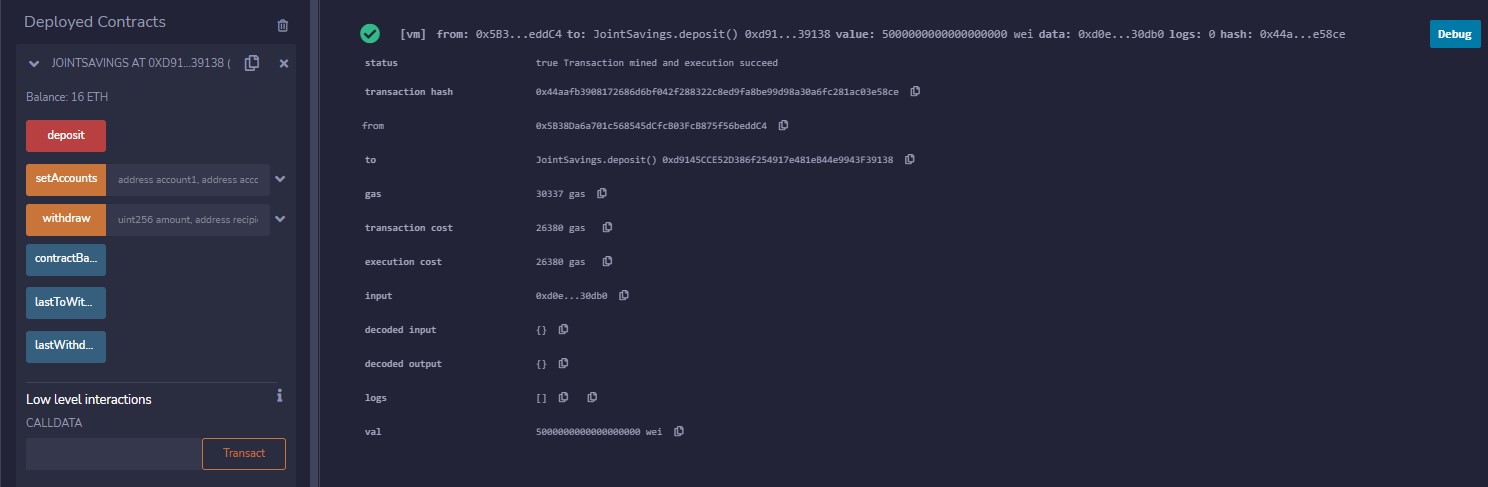 Deployed Contracts
JOINTSAVINGS AT 0XD91...39138 (
Balance: 16 ETH
deposit
setAccounts address account1, address acco
withdraw uint256 amount, address recipi
contractBa...
lastToWit...
lastWithd...
Low level interactions
CALLDATA
Transact
[vm] from: 0x5B3...eddC4 to: JointSavings.deposit() 0xd91...39138 value: 5000000000000000000 wei data: 0xd0e...30db0 logs: 0 hash: 0x44a...e58ce
Debug
status true Transaction mined and execution succeed
transaction hash 0x44aafb3908172686d6bf042f288322c8ed9fa8be99d98a30a6fc281ac03e58ce
from 0x5B38Da6a701c568545dCfcB03FcB875f56beddC4
to JointSavings.deposit() 0xd9145CCE52D386f254917e481eB44e9943F39138
gas 30337 gas
transaction cost 26380 gas
execution cost 26380 gas
input 0xd0e...30db0
decoded input {}
decoded output {}
logs []
val 5000000000000000000 wei